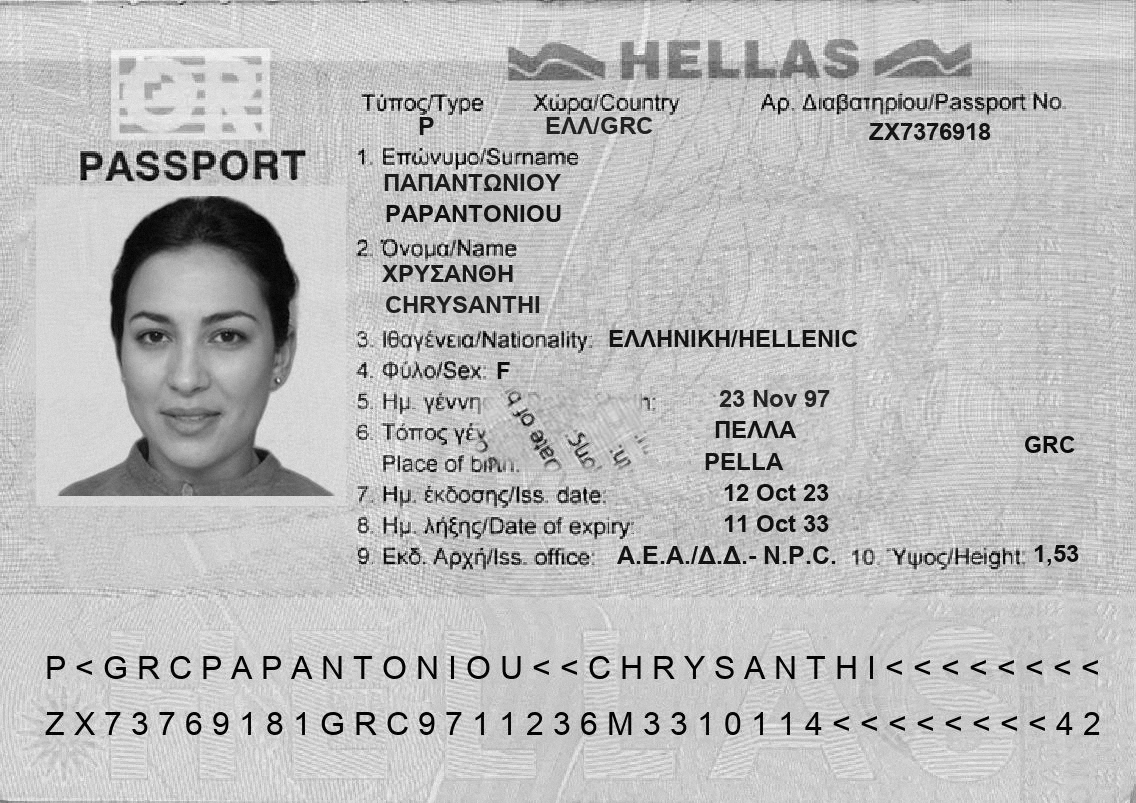 GR
HELLAS
PASSPORT
Τύπος/Type Χώρα/Country Αρ. Διαβατηρίου/Passport No.
P ΕΛΛ/GRC ZX7376918
1. Επώνυμο/Surname
ΠΑΠΑΝΤΩΝΙΟΥ
PAPANTONIOU
2. Όνομα/Name
ΧΡΥΣΑΝΘΗ
CHRYSANTHI
3. Ιθαγένεια/Nationality: ΕΛΛΗΝΙΚΗ/HELLENIC
4. Φύλο/Sex: F
5. Ημ. 23 Nov 97
6. Τόπος ΠΕΛΛΑ
GRC
Place of PELLA
7. Ημ. έκδοσης/Iss. date: 12 Oct 23
8. Ημ. λήξης/Date of expiry: 11 Oct 33
9 Εκδ. Αρχή/Iss. office: Α.Ε.Α./Δ.Δ.- N.P.C. 10. Ύψος/Height: 1,53
HELLAS
P<GRCPAPANTONIOU<<CHRYSANTHI<<<<<<<<
ZX73769181GRC9711236M3310114<<<<<<<<42